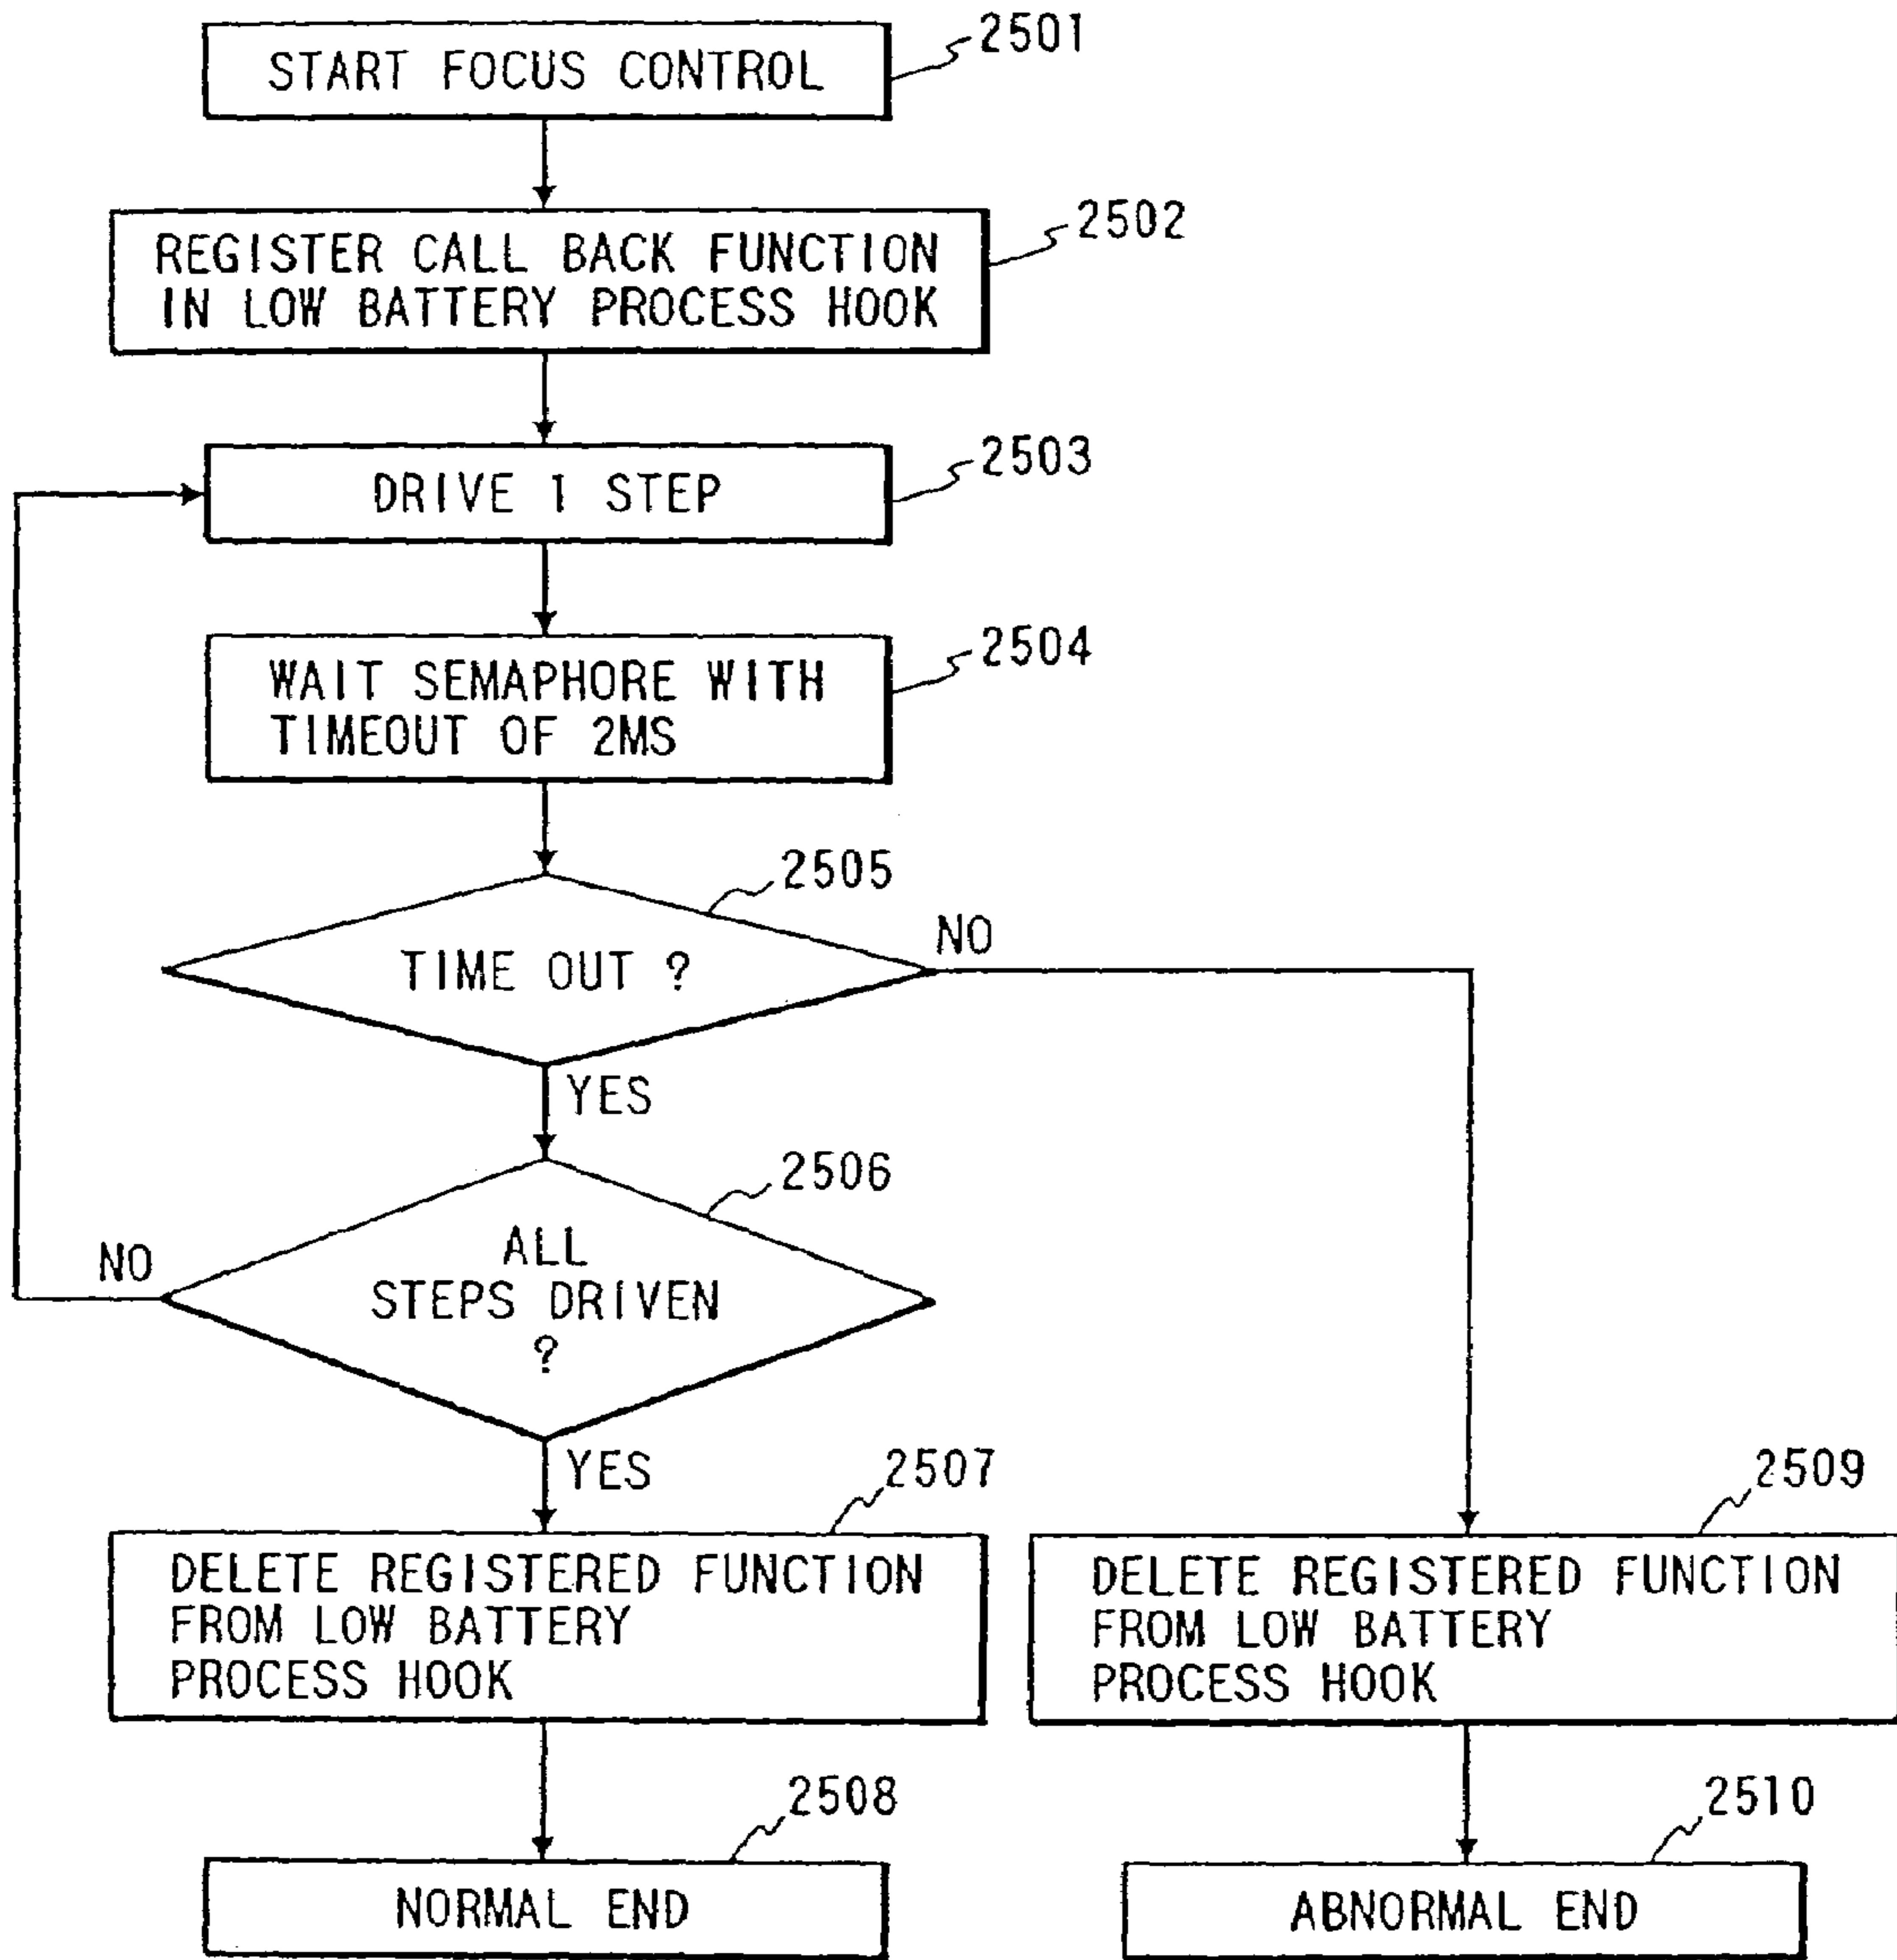 START FOCUS CONTROL
2501
REGISTER CALL BACK FUNCTION
IN LOW BATTERY PROCESS HOOK
2502
DRIVE 1 STEP
2503
WAIT SEMAPHORE WITH
TIMEOUT OF 2MS
2504
TIME OUT ?
2505
NO
YES
ALL
STEPS DRIVEN
?
2506
NO
YES
DELETE REGISTERED FUNCTION
FROM LOW BATTERY
PROCESS HOOK
2507
DELETE REGISTERED FUNCTION
FROM LOW BATTERY
PROCESS HOOK
2509
NORMAL END
2508
ABNORMAL END
2510